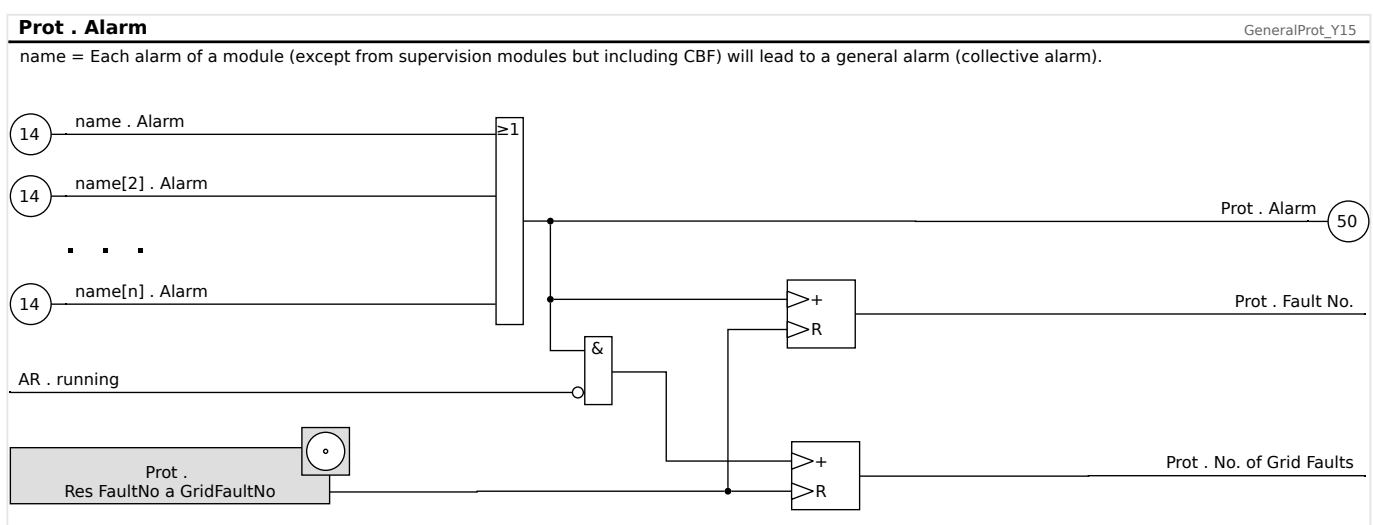 Prot . Alarm
GeneralProt_Y15
name = Each alarm of a module (except from supervision modules but including CBF) will lead to a general alarm (collective alarm).
14
name . Alarm
≥1
14
name[2] . Alarm
Prot . Alarm
50
14
name[n] . Alarm
+
Prot . Fault No.
R
&
AR . running
Prot .
Res FaultNo a GridFaultNo
+
Prot . No. of Grid Faults
R